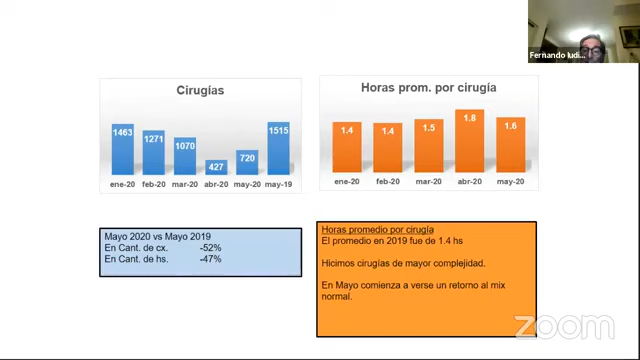 Fernando Iudi...
Cirugías
1463
1271
1070
427
720
1515
ene-20 feb-20 mar-20 abr-20 may-20 may-19
Horas prom. por cirugía
1.4
1.4
1.5
1.8
1.6
ene-20 feb-20 mar-20 abr-20 may-20
Mayo 2020 vs Mayo 2019
En Cant. de cx. -52%
En Cant. de hs. -47%
Horas promedio por cirugía
El promedio en 2019 fue de 1.4 hs
Hicimos cirugías de mayor complejidad.
En Mayo comienza a verse un retorno al mix
normal.
zoom